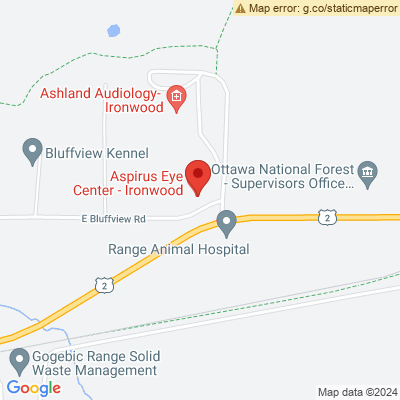 Map error: g.co/staticmaperror
Ashland Audiology-
Ironwood
Bluffview Kennel
Aspirus Eye
Center - Ironwood
Ottawa National Forest
- Supervisors Office...
E Bluffview Rd
2
Range Animal Hospital
2
Gogebic Range Solid
Waste Management
Google
Map data ©2024